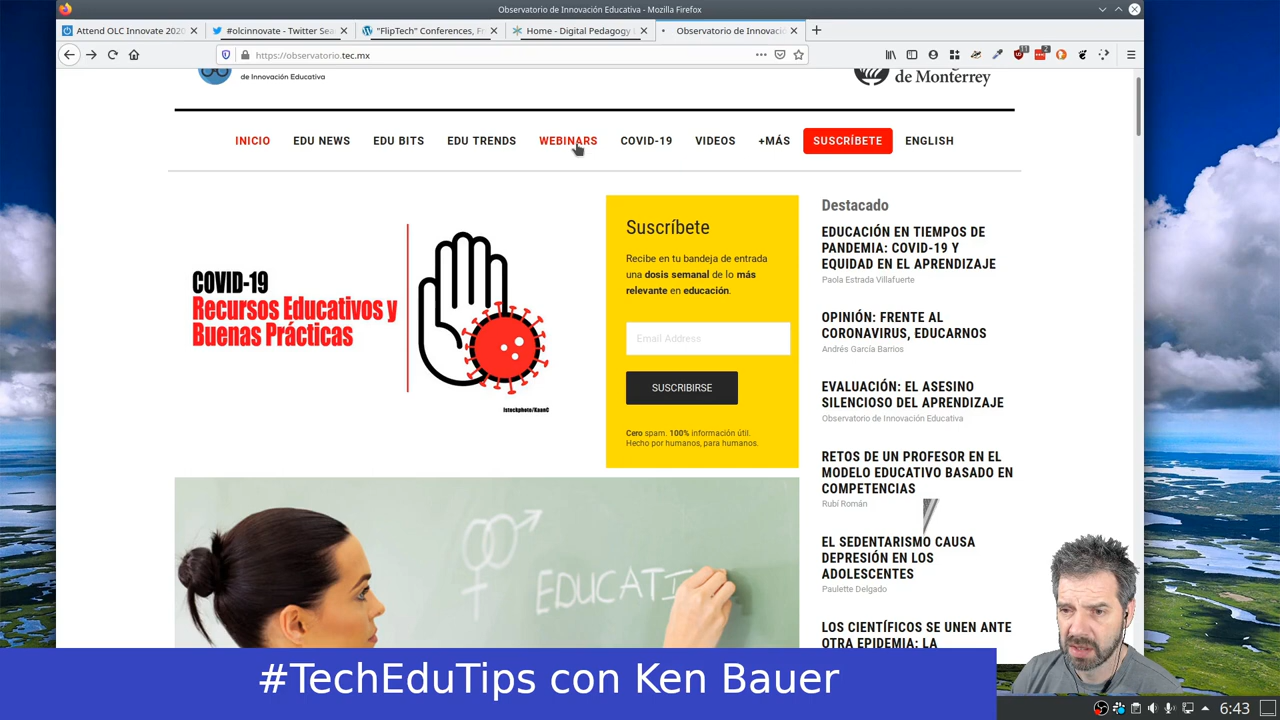 Observatorio de Innovación Educativa - Mozilla Firefox
Attend OLC Innovate 2020
#olcinnovate - Twitter Sea
"FlipTech" Conferences, Fr
Home - Digital Pedagogy
Observatorio de Innovació
https://observatorio.tec.mx
de Innovación Educativa
de Monterrey
INICIO EDU NEWS EDU BITS EDU TRENDS WEBINARS COVID-19 VIDEOS +MÁS SUSCRÍBETE ENGLISH
COVID-19
Recursos Educativos y
Buenas Prácticas
istockphoto/KaanC
Suscríbete
Recibe en tu bandeja de entrada
una dosis semanal de lo más
relevante en educación.
Email Address
SUSCRIBIRSE
Cero spam. 100% información útil.
Hecho por humanos, para humanos.
Destacado
EDUCACIÓN EN TIEMPOS DE
PANDEMIA: COVID-19 Y
EQUIDAD EN EL APRENDIZAJE
Paola Estrada Villafuerte
OPINIÓN: FRENTE AL
CORONAVIRUS, EDUCARNOS
Andrés García Barrios
EVALUACIÓN: EL ASESINO
SILENCIOSO DEL APRENDIZAJE
Observatorio de Innovación Educativa
RETOS DE UN PROFESOR EN EL
MODELO EDUCATIVO BASADO EN
COMPETENCIAS
Rubí Román
EL SEDENTARISMO CAUSA
DEPRESIÓN EN LOS
ADOLESCENTES
Paulette Delgado
LOS CIENTÍFICOS SE UNEN ANTE
OTRA EPIDEMIA: LA
EDUCATI
#TechEduTips con Ken Bauer
6:43